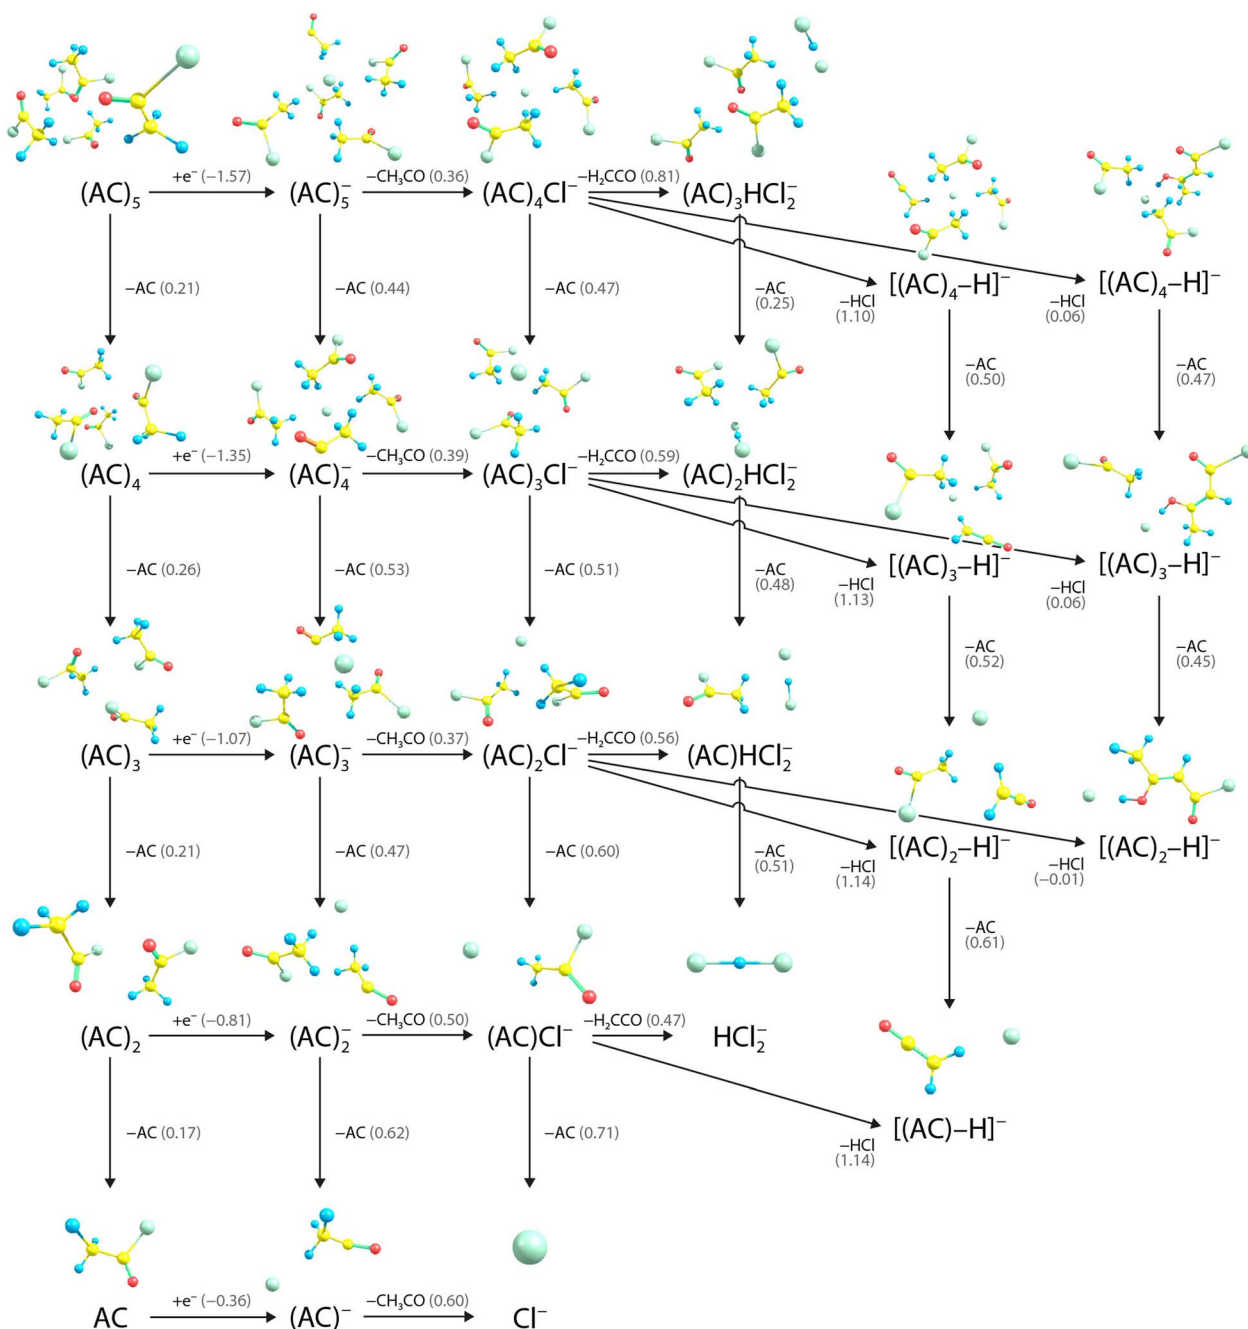 (AC)₅ +e⁻ (−1.57) (AC)₅⁻ −CH₃CO (0.36) (AC)₄Cl⁻ −H₂CCO (0.81) (AC)₃HCl₂⁻
−AC (0.21) −AC (0.44) −AC (0.47) −AC (0.25) −HCl (1.10) [(AC)₄−H]⁻ −HCl (0.06) [(AC)₄−H]⁻
−AC (0.50) −AC (0.47)
(AC)₄ +e⁻ (−1.35) (AC)₄⁻ −CH₃CO (0.39) (AC)₃Cl⁻ −H₂CCO (0.59) (AC)₂HCl₂⁻
−AC (0.26) −AC (0.53) −AC (0.51) −AC (0.48) −HCl (1.13) [(AC)₃−H]⁻ −HCl (0.06) [(AC)₃−H]⁻
−AC (0.52) −AC (0.45)
(AC)₃ +e⁻ (−1.07) (AC)₃⁻ −CH₃CO (0.37) (AC)₂Cl⁻ −H₂CCO (0.56) (AC)HCl₂⁻
−AC (0.21) −AC (0.47) −AC (0.60) −AC (0.51) −HCl (1.14) [(AC)₂−H]⁻ −HCl (−0.01) [(AC)₂−H]⁻
−AC (0.61)
(AC)₂ +e⁻ (−0.81) (AC)₂⁻ −CH₃CO (0.50) (AC)Cl⁻ −H₂CCO (0.47) HCl₂⁻
−AC (0.17) −AC (0.62) −AC (0.71) −HCl (1.14) [(AC)−H]⁻
AC +e⁻ (−0.36) (AC)⁻ −CH₃CO (0.60) Cl⁻